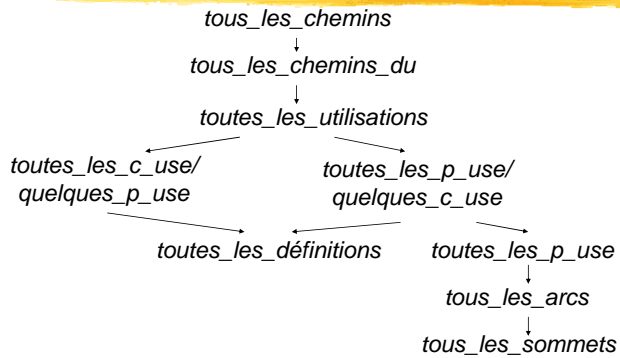 tous_les_chemins
tous_les_chemins_du
toutes_les_utilisations
toutes_les_c_use/
quelques_p_use
toutes_les_p_use/
quelques_c_use
toutes_les_définitions
toutes_les_p_use
tous_les_arcs
tous_les_sommets